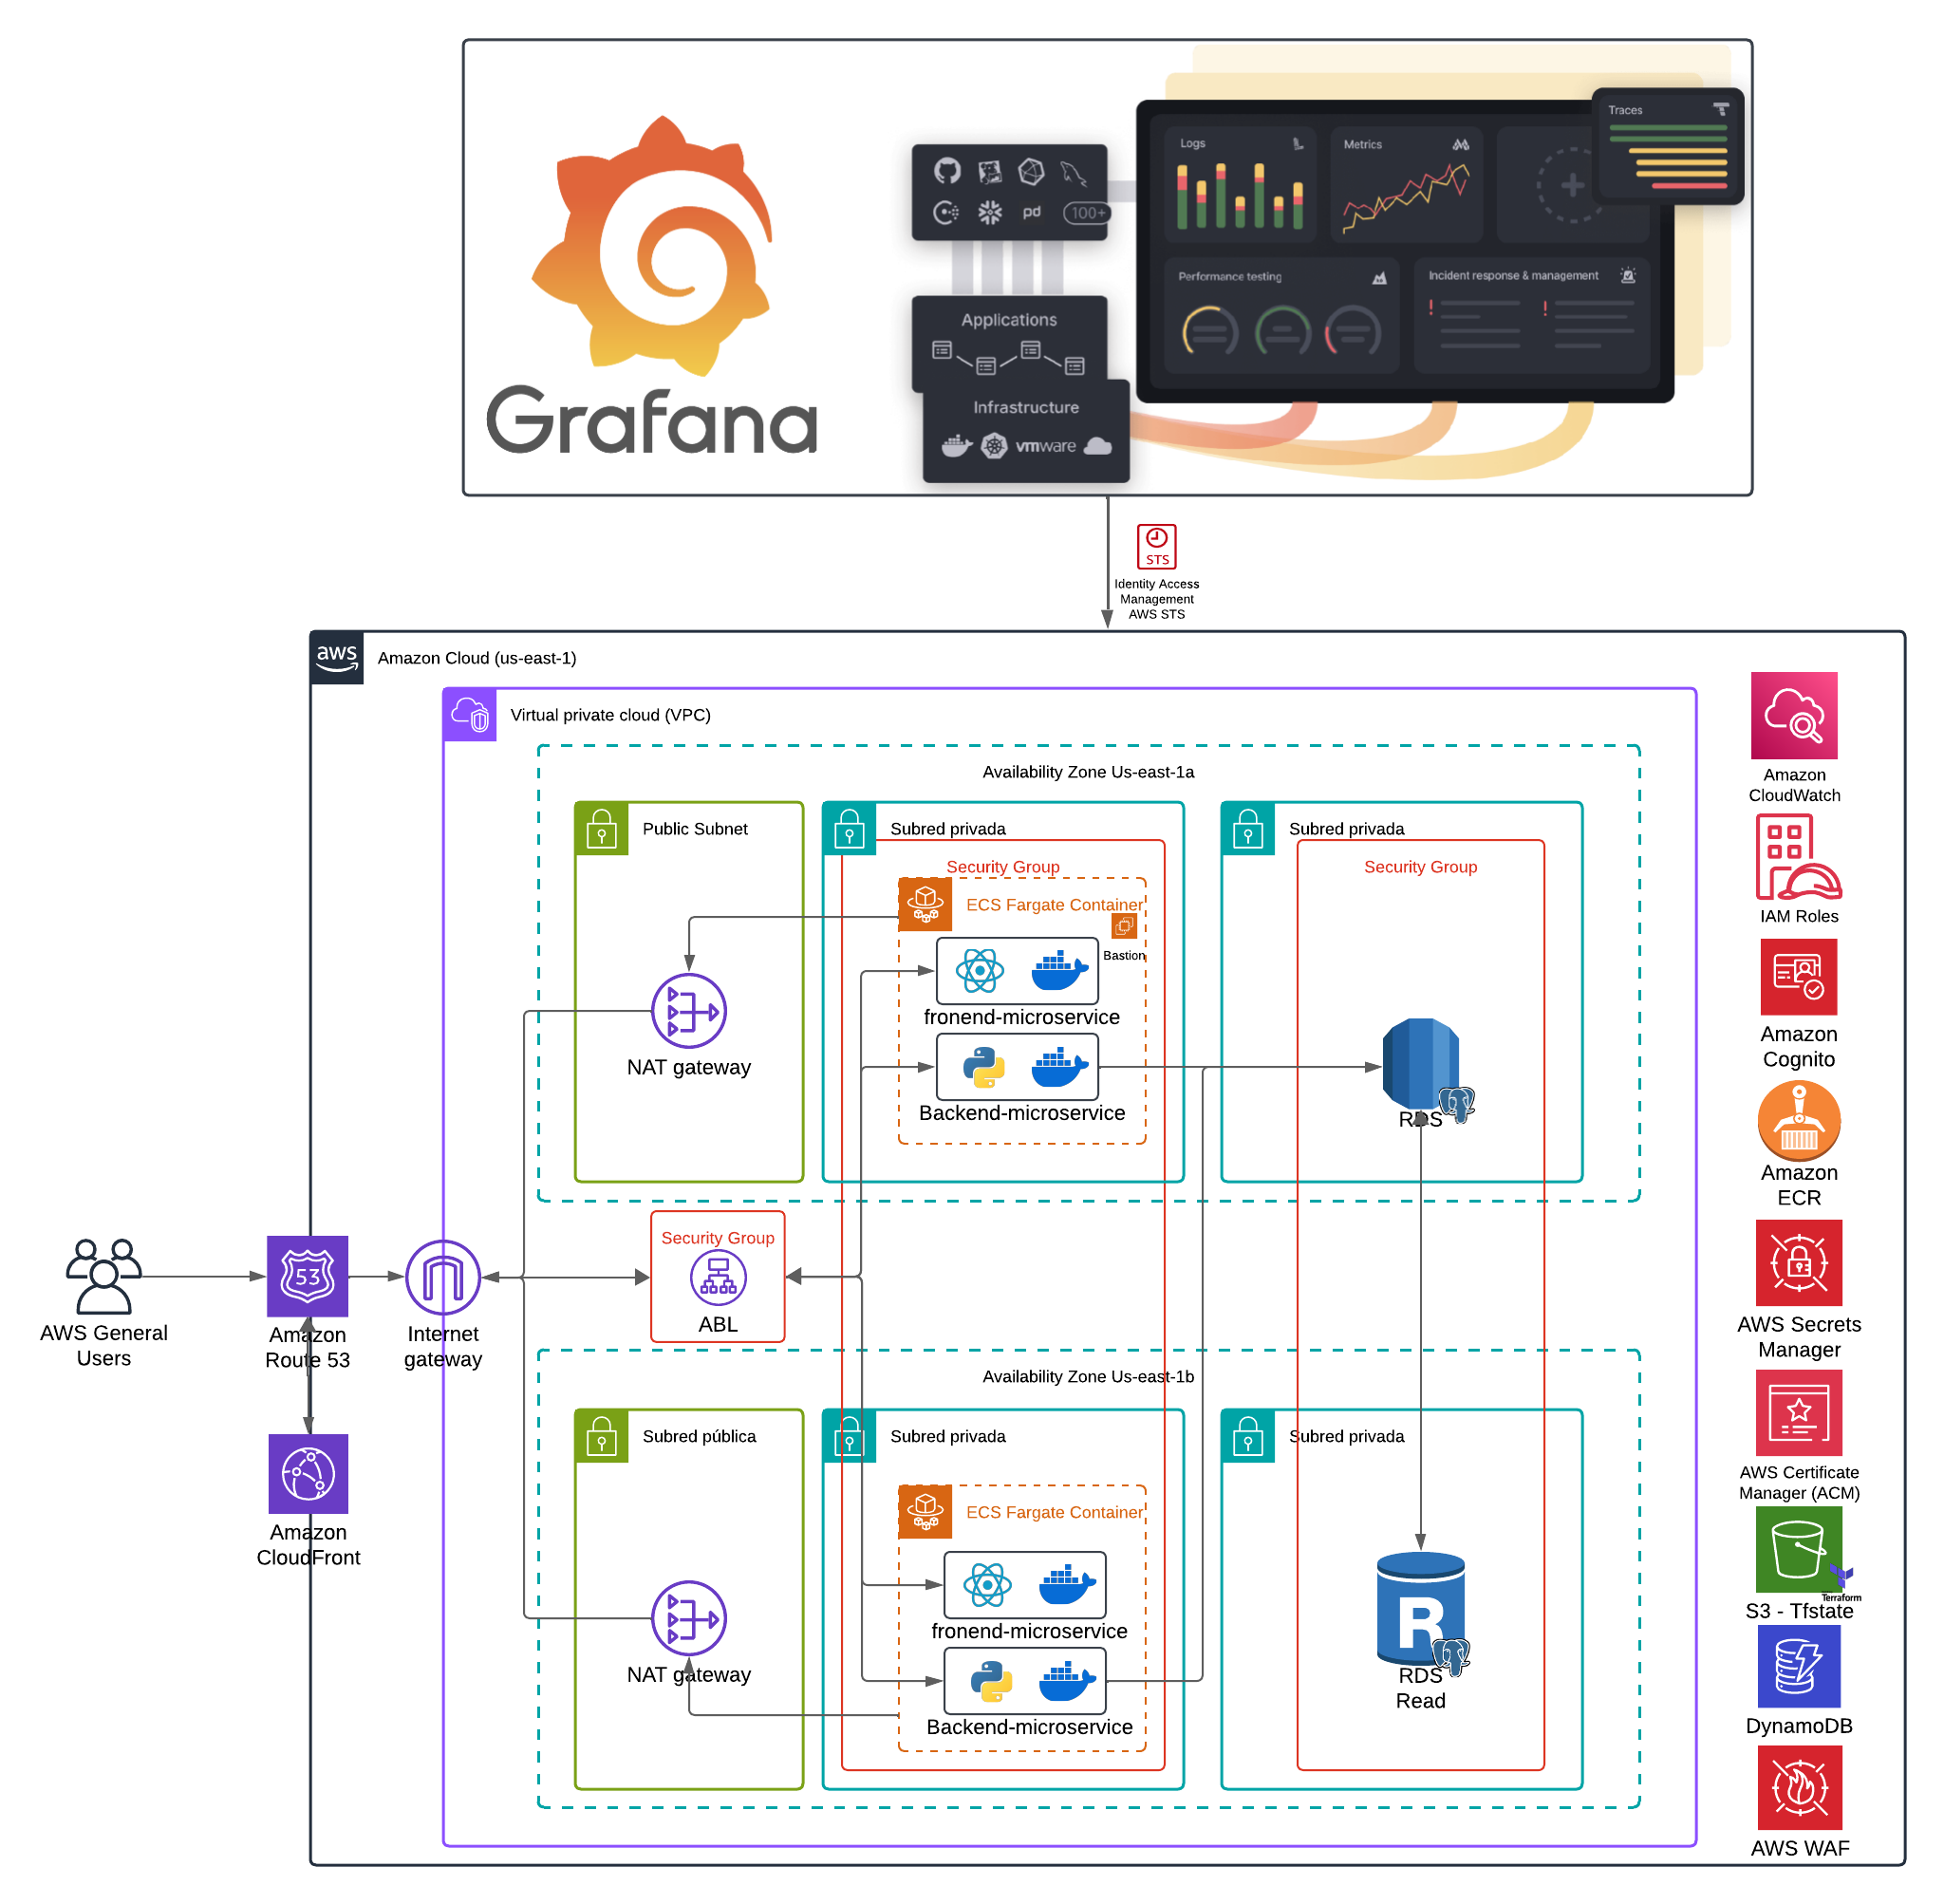 Grafana
pd
100+
Applications
Infrastructure
vmware
Logs
Metrics
Traces
Performance testing
Incident response & management
!
!
STS
Identity Access
Management
AWS STS
aws
Amazon Cloud (us-east-1)
Virtual private cloud (VPC)
Availability Zone Us-east-1a
Public Subnet
NAT gateway
Subred privada
Security Group
ECS Fargate Container
Bastion
fronend-microservice
Backend-microservice
Subred privada
Security Group
RDS
AWS General
Users
53
Amazon
Route 53
Amazon
CloudFront
Internet
gateway
Security Group
ABL
Availability Zone Us-east-1b
Subred pública
NAT gateway
Subred privada
ECS Fargate Container
fronend-microservice
Backend-microservice
Subred privada
R
RDS
Read
Amazon
CloudWatch
IAM Roles
Amazon
Cognito
Amazon
ECR
AWS Secrets
Manager
AWS Certificate
Manager (ACM)
Terraform
S3 - Tfstate
DynamoDB
AWS WAF